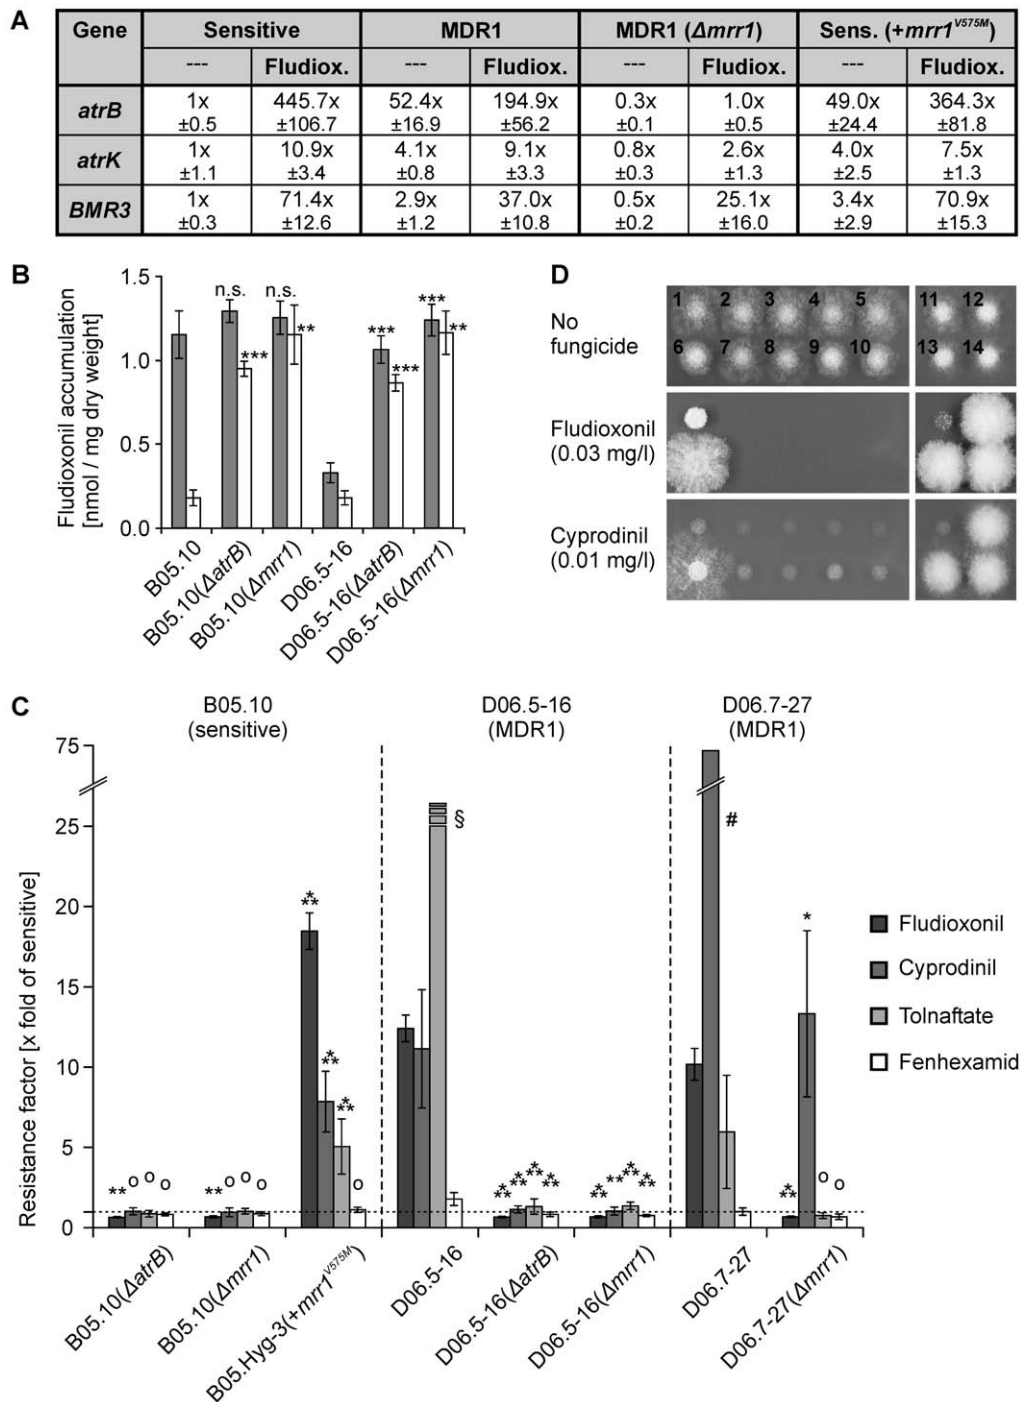 A
Gene Sensitive MDR1 MDR1 (Δmrr1) Sens. (+mrr1^V575M)
--- Fludiox. --- Fludiox. --- Fludiox. --- Fludiox.
atrB 1x 445.7x 52.4x 194.9x 0.3x 1.0x 49.0x 364.3x
±0.5 ±106.7 ±16.9 ±56.2 ±0.1 ±0.5 ±24.4 ±81.8
atrK 1x 10.9x 4.1x 9.1x 0.8x 2.6x 4.0x 7.5x
±1.1 ±3.4 ±0.8 ±3.3 ±0.3 ±1.3 ±2.5 ±1.3
BMR3 1x 71.4x 2.9x 37.0x 0.5x 25.1x 3.4x 70.9x
±0.3 ±12.6 ±1.2 ±10.8 ±0.2 ±16.0 ±2.9 ±15.3
B
Fludioxonil accumulation
[nmol / mg dry weight]
1.5
1.0
0.5
0.0
n.s. *** n.s. ** *** *** *** **
B05.10
B05.10(ΔatrB)
B05.10(Δmrr1)
D06.5-16
D06.5-16(ΔatrB)
D06.5-16(Δmrr1)
D
No
fungicide
1 2 3 4 5 11 12
6 7 8 9 10 13 14
Fludioxonil
(0.03 mg/l)
Cyprodinil
(0.01 mg/l)
C
B05.10
(sensitive)
D06.5-16
(MDR1)
D06.7-27
(MDR1)
Resistance factor [x fold of sensitive]
75
25
20
15
10
5
0
** o o o ** o o o *** *** *** o
§
*** *** *** *** *** ** *** ***
#
*** * o o
Fludioxonil
Cyprodinil
Tolnaftate
Fenhexamid
B05.10(ΔatrB)
B05.10(Δmrr1)
B05.Hyg-3(+mrr1^V575M)
D06.5-16
D06.5-16(ΔatrB)
D06.5-16(Δmrr1)
D06.7-27
D06.7-27(Δmrr1)